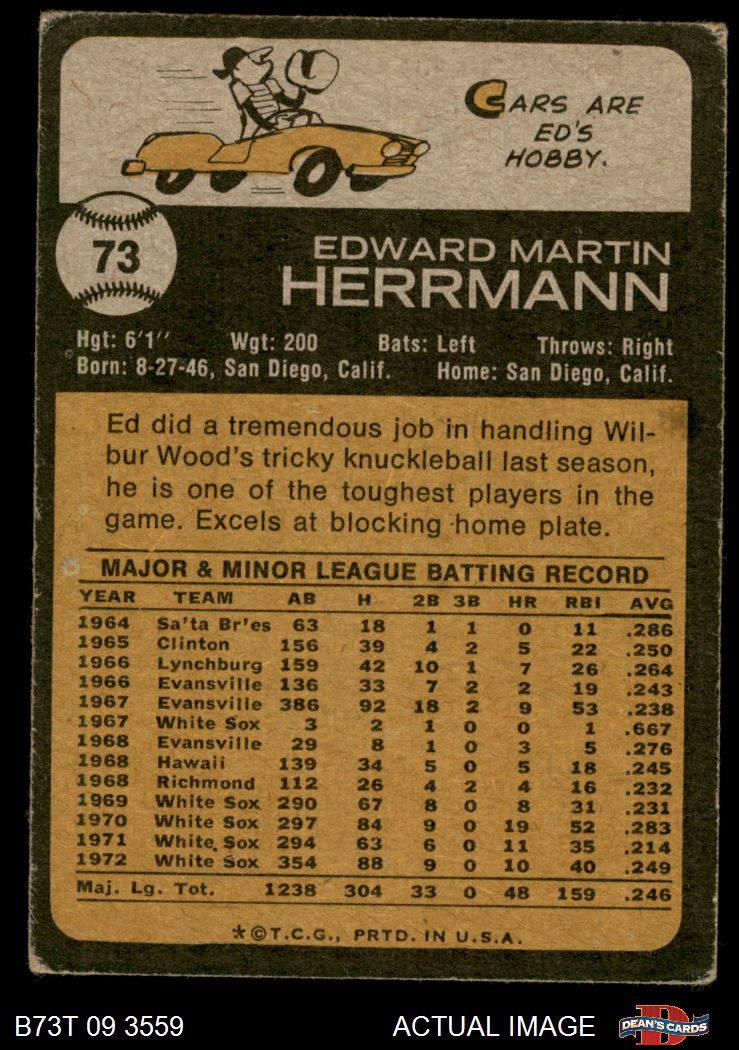 CARS ARE
ED'S
HOBBY.
73
EDWARD MARTIN
HERRMANN
Hgt: 6'1" Wgt: 200 Bats: Left Throws: Right
Born: 8-27-46, San Diego, Calif. Home: San Diego, Calif.
Ed did a tremendous job in handling Wil-
bur Wood's tricky knuckleball last season,
he is one of the toughest players in the
game. Excels at blocking home plate.
MAJOR & MINOR LEAGUE BATTING RECORD
YEAR TEAM AB H 2B 3B HR RBI AVG
1964 Sa'ta Br'es 63 18 1 1 0 11 .286
1965 Clinton 156 39 4 2 5 22 .250
1966 Lynchburg 159 42 10 1 7 26 .264
1966 Evansville 136 33 7 2 2 19 .243
1967 Evansville 386 92 18 2 9 53 .238
1967 White Sox 3 2 1 0 0 1 .667
1968 Evansville 29 8 1 0 3 5 .276
1968 Hawaii 139 34 5 0 5 18 .245
1968 Richmond 112 26 4 2 4 16 .232
1969 White Sox 290 67 8 0 8 31 .231
1970 White Sox 297 84 9 0 19 52 .283
1971 White Sox 294 63 6 0 11 35 .214
1972 White Sox 354 88 9 0 10 40 .249
Maj. Lg. Tot. 1238 304 33 0 48 159 .246
*©T.C.G., PRTD. IN U.S.A.
B73T 09 3559 ACTUAL IMAGE D DEAN'S CARDS